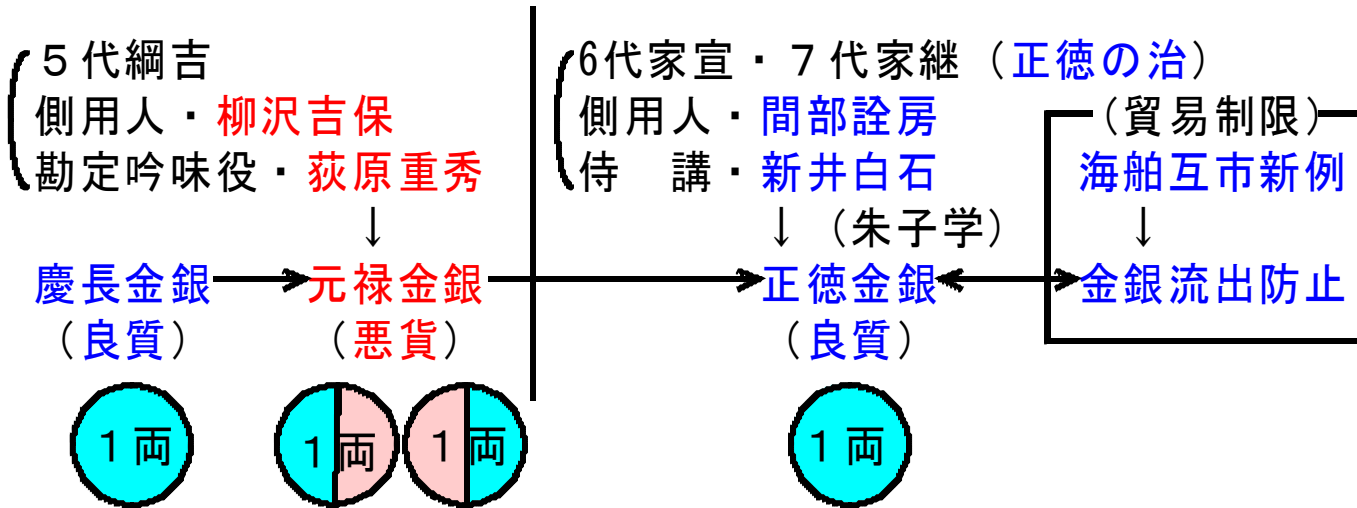 ５代綱吉
側用人・柳沢吉保
勘定吟味役・荻原重秀
↓
慶長金銀→元禄金銀
（良質）（悪貨）
１両 １両 １両
6代家宣・７代家継（正徳の治）
側用人・間部詮房
侍　講・新井白石
↓（朱子学）
正徳金銀
（良質）
１両
（貿易制限）
海舶互市新例
↓
金銀流出防止